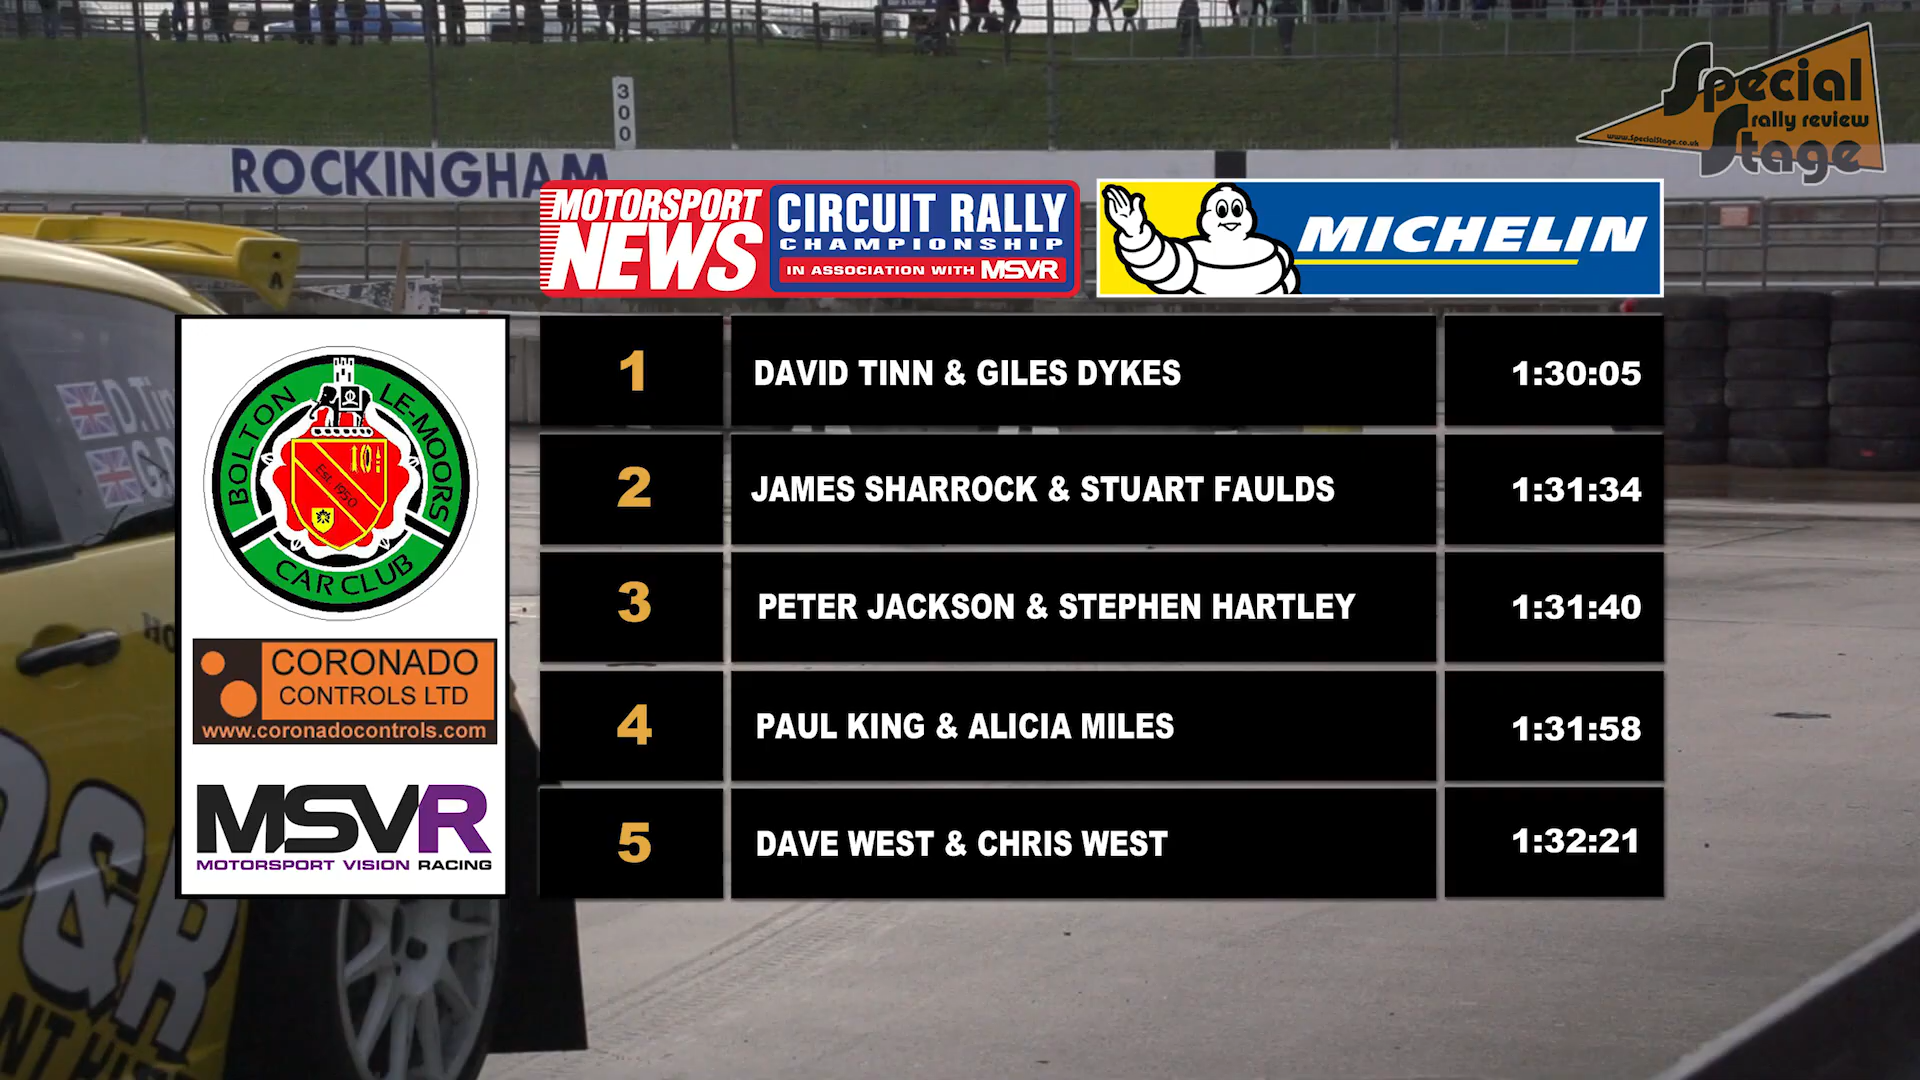 300
Special
rally review
www.SpecialStage.co.uk
Stage
ROCKINGHAM
MOTORSPORT
NEWS
CIRCUIT RALLY
CHAMPIONSHIP
IN ASSOCIATION WITH MSVR
MICHELIN
BOLTON LE-MOORS
CAR CLUB
Est. 1950
CORONADO
CONTROLS LTD
www.coronadocontrols.com
MSVR
MOTORSPORT VISION RACING
1 DAVID TINN & GILES DYKES 1:30:05
2 JAMES SHARROCK & STUART FAULDS 1:31:34
3 PETER JACKSON & STEPHEN HARTLEY 1:31:40
4 PAUL KING & ALICIA MILES 1:31:58
5 DAVE WEST & CHRIS WEST 1:32:21